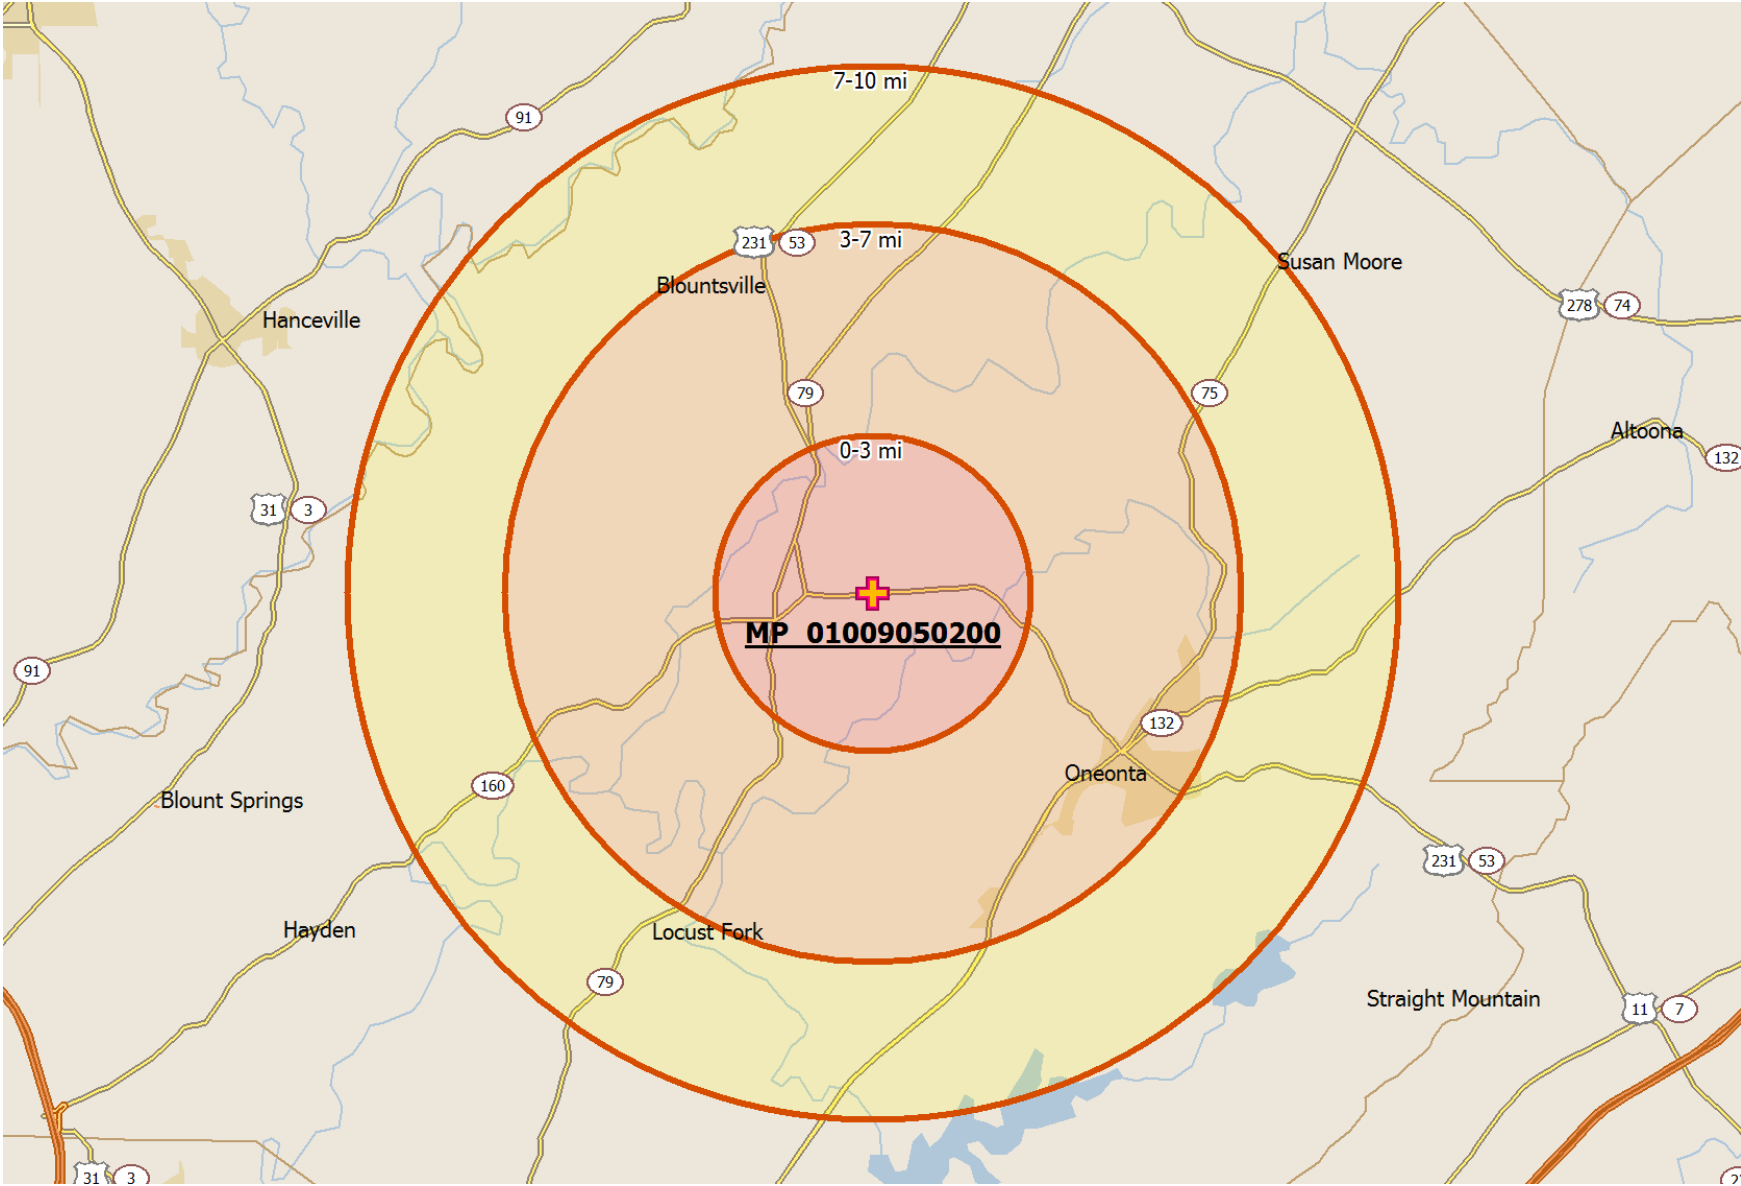 7-10 mi
91
231
53
3-7 mi
Susan Moore
Blountsville
278
74
Hanceville
79
75
Altoona
0-3 mi
132
31
3
MP_01009050200
91
132
Oneonta
160
Blount Springs
231
53
Hayden
Locust Fork
79
Straight Mountain
11
7
31
3